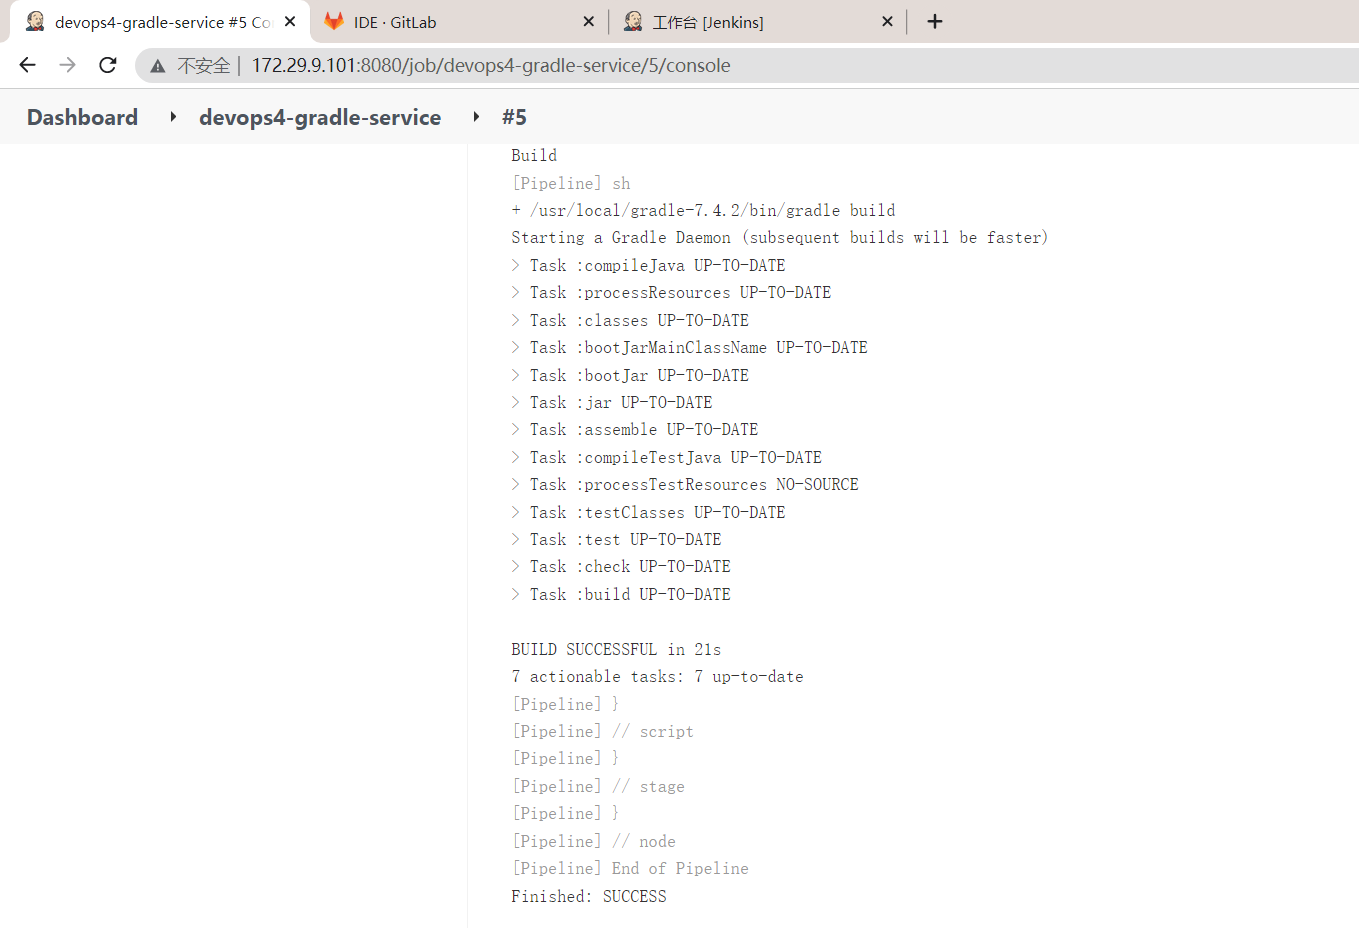 devops4-gradle-service #5 Co
IDE · GitLab
工作台 [Jenkins]
不安全 | 172.29.9.101:8080/job/devops4-gradle-service/5/console
Dashboard devops4-gradle-service #5
Build
[Pipeline] sh
+ /usr/local/gradle-7.4.2/bin/gradle build
Starting a Gradle Daemon (subsequent builds will be faster)
> Task :compileJava UP-TO-DATE
> Task :processResources UP-TO-DATE
> Task :classes UP-TO-DATE
> Task :bootJarMainClassName UP-TO-DATE
> Task :bootJar UP-TO-DATE
> Task :jar UP-TO-DATE
> Task :assemble UP-TO-DATE
> Task :compileTestJava UP-TO-DATE
> Task :processTestResources NO-SOURCE
> Task :testClasses UP-TO-DATE
> Task :test UP-TO-DATE
> Task :check UP-TO-DATE
> Task :build UP-TO-DATE
BUILD SUCCESSFUL in 21s
7 actionable tasks: 7 up-to-date
[Pipeline] }
[Pipeline] // script
[Pipeline] }
[Pipeline] // stage
[Pipeline] }
[Pipeline] // node
[Pipeline] End of Pipeline
Finished: SUCCESS